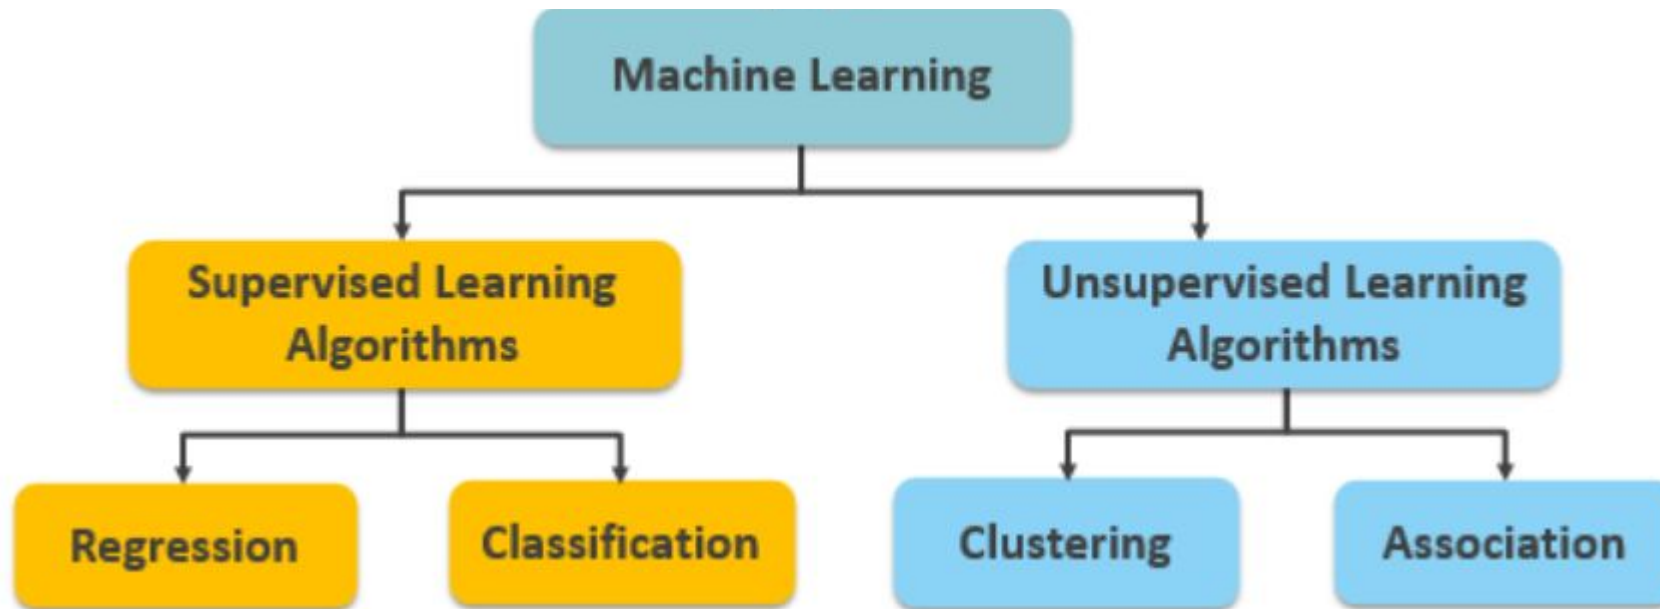 Machine Learning
Supervised Learning
Algorithms
Unsupervised Learning
Algorithms
Regression
Classification
Clustering
Association